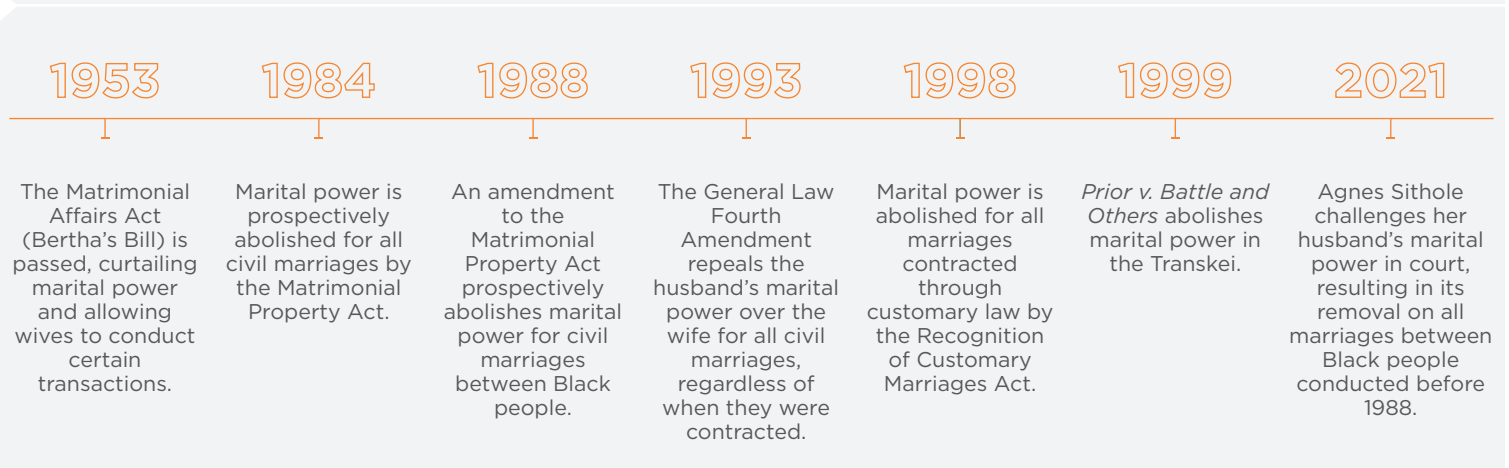 1953
The Matrimonial
Affairs Act
(Bertha’s Bill) is
passed, curtailing
marital power
and allowing
wives to conduct
certain
transactions.
1984
Marital power is
prospectively
abolished for all
civil marriages by
the Matrimonial
Property Act.
1988
An amendment
to the
Matrimonial
Property Act
prospectively
abolishes marital
power for civil
marriages
between Black
people.
1993
The General Law
Fourth
Amendment
repeals the
husband’s marital
power over the
wife for all civil
marriages,
regardless of
when they were
contracted.
1998
Marital power is
abolished for all
marriages
contracted
through
customary law by
the Recognition
of Customary
Marriages Act.
1999
Prior v. Battle and
Others abolishes
marital power in
the Transkei.
2021
Agnes Sithole
challenges her
husband’s marital
power in court,
resulting in its
removal on all
marriages between
Black people
conducted before
1988.